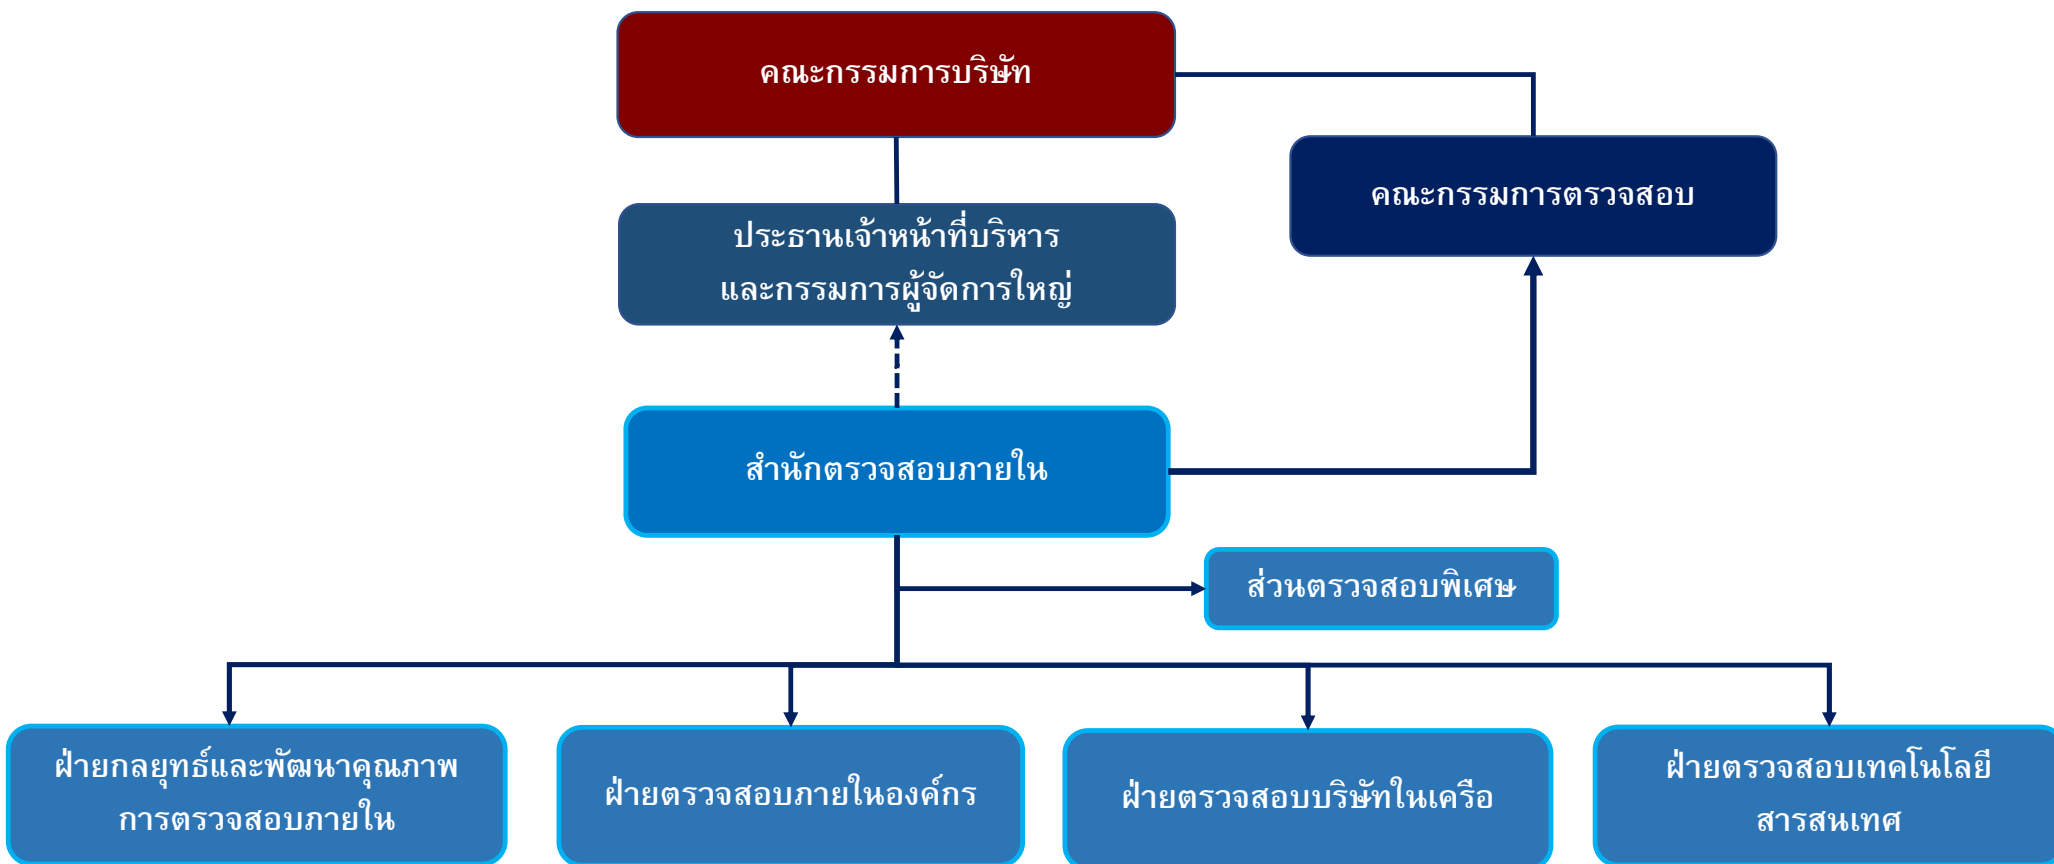 คณะกรรมการบริษัท
คณะกรรมการตรวจสอบ
ประธานเจ้าหน้าที่บริหาร
และกรรมการผู้จัดการใหญ่
สำนักตรวจสอบภายใน
ส่วนตรวจสอบพิเศษ
ฝ่ายกลยุทธ์และพัฒนาคุณภาพ
การตรวจสอบภายใน
ฝ่ายตรวจสอบภายในองค์กร
ฝ่ายตรวจสอบบริษัทในเครือ
ฝ่ายตรวจสอบเทคโนโลยี
สารสนเทศ